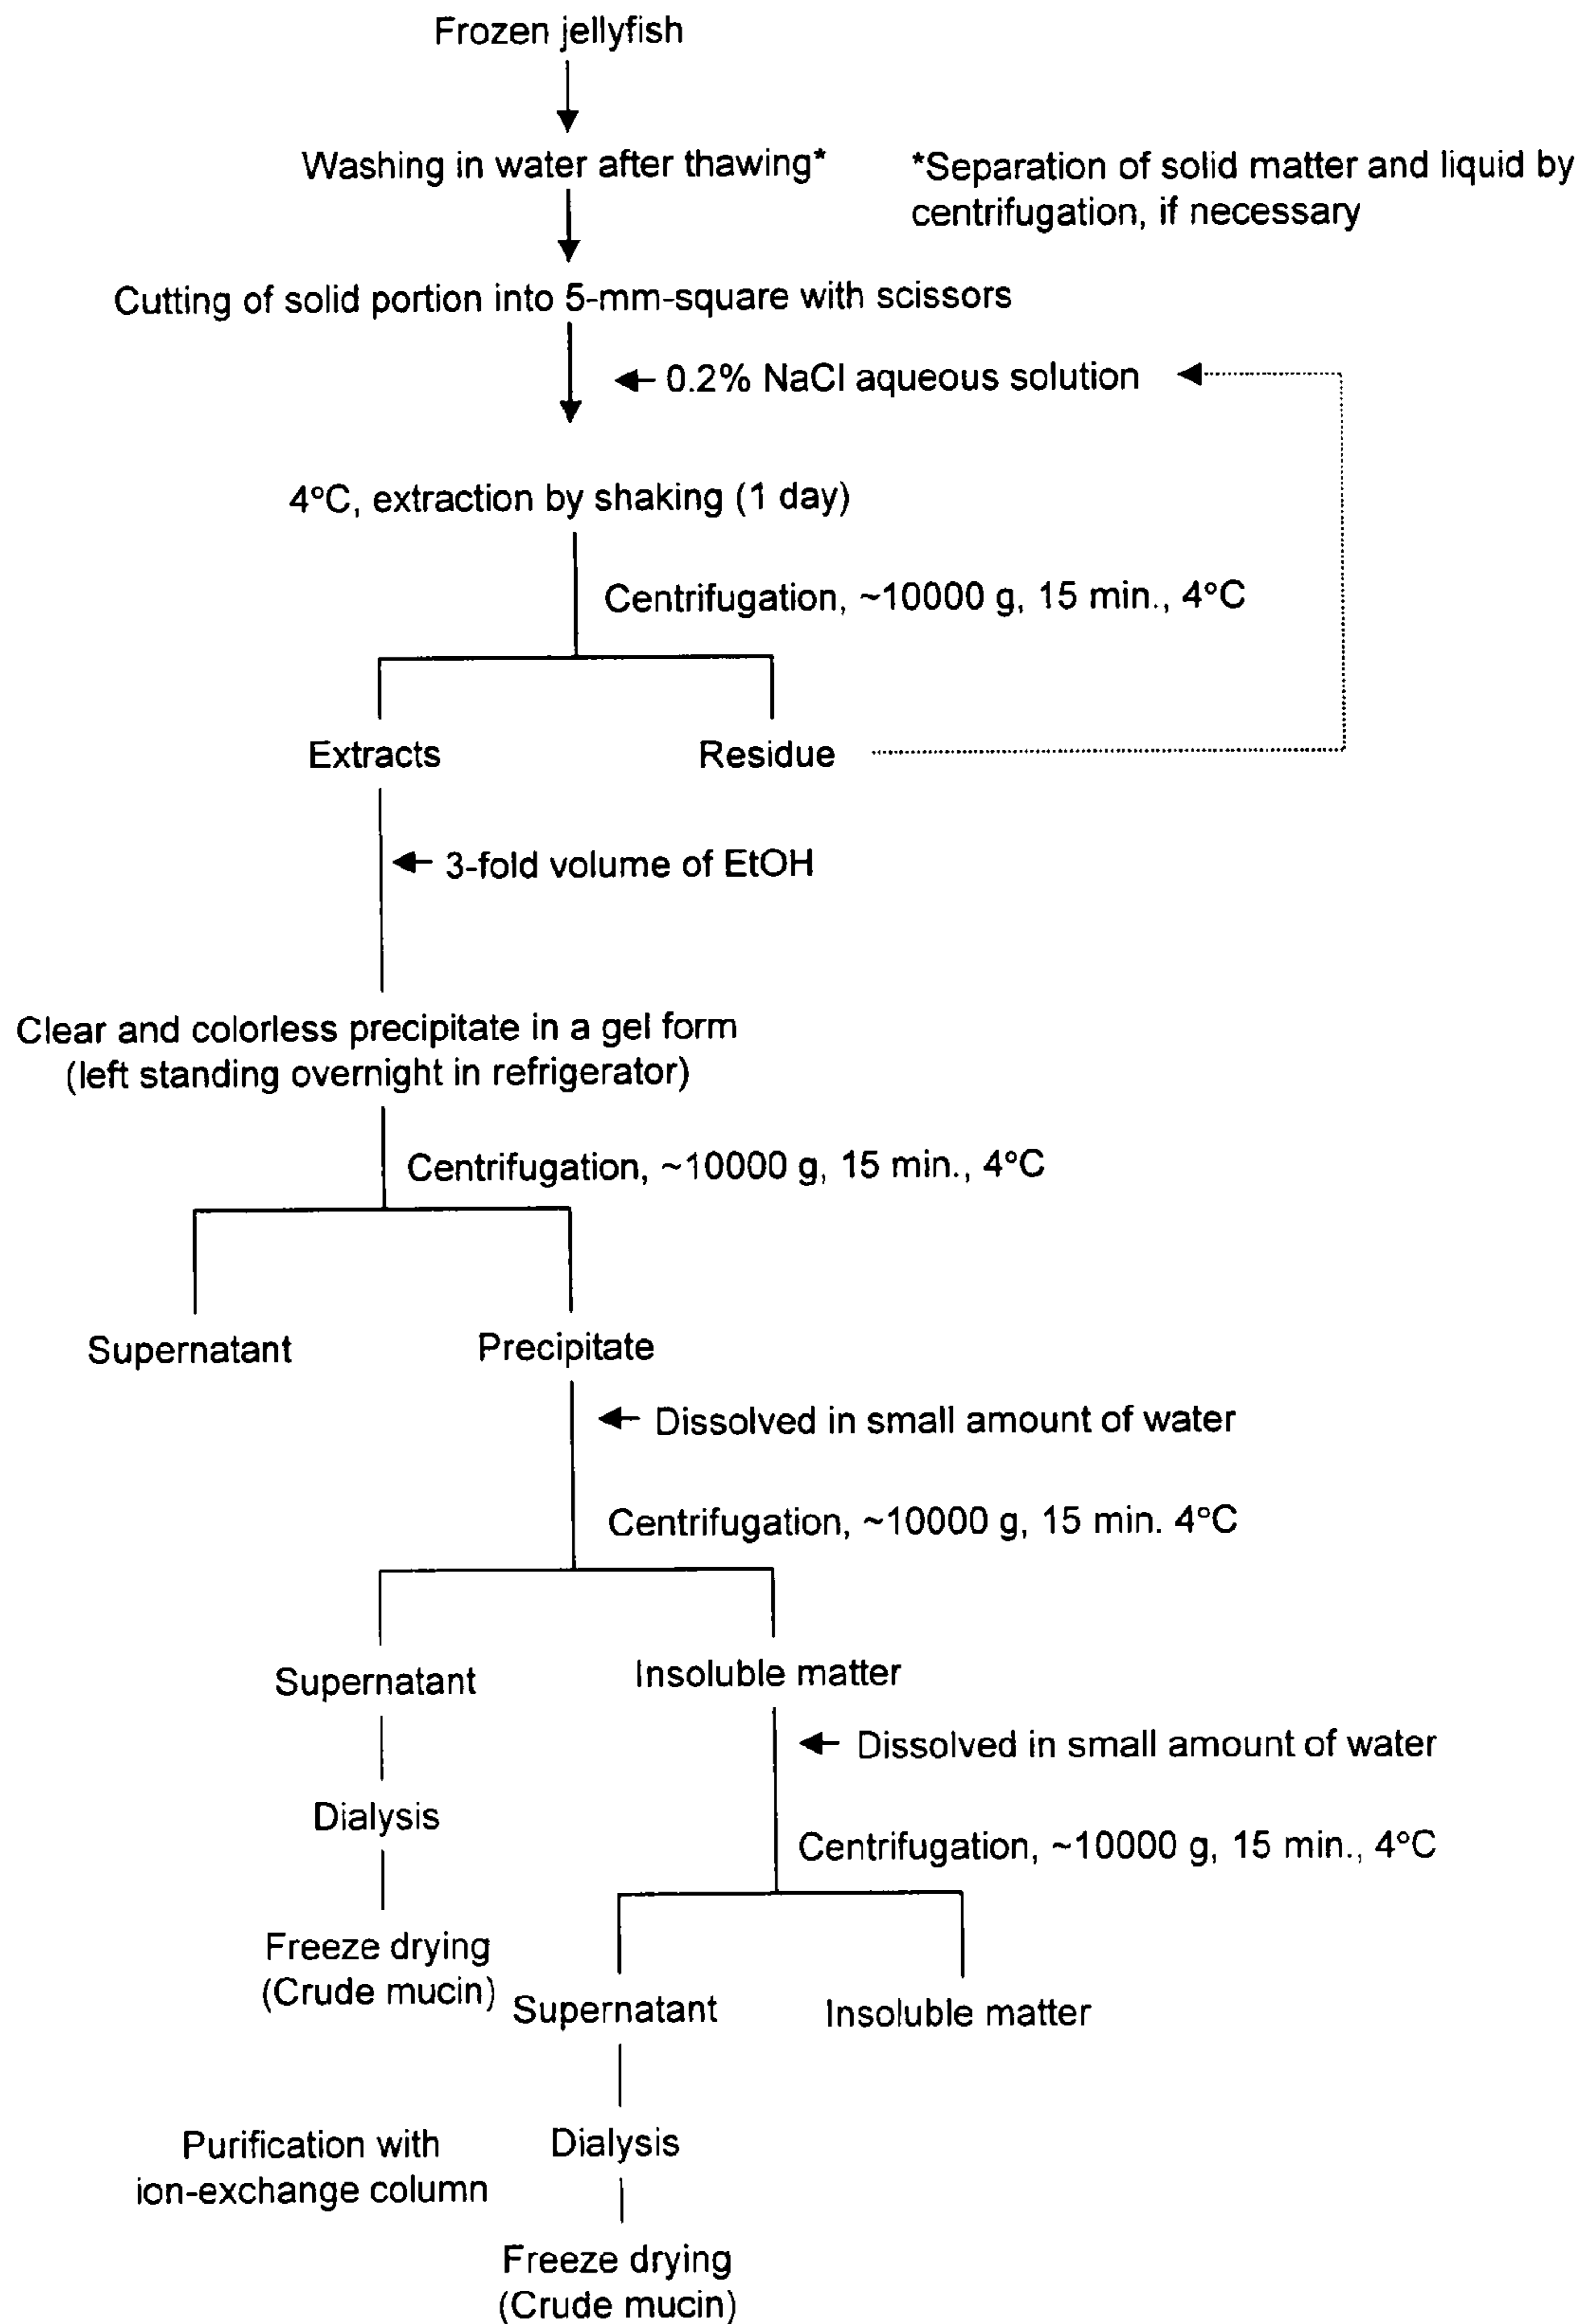 Frozen jellyfish
Washing in water after thawing*
*Separation of solid matter and liquid by
centrifugation, if necessary
Cutting of solid portion into 5-mm-square with scissors
0.2% NaCl aqueous solution
4°C, extraction by shaking (1 day)
Centrifugation, ~10000 g, 15 min., 4°C
Extracts
Residue
3-fold volume of EtOH
Clear and colorless precipitate in a gel form
(left standing overnight in refrigerator)
Centrifugation, ~10000 g, 15 min., 4°C
Supernatant
Precipitate
Dissolved in small amount of water
Centrifugation, ~10000 g, 15 min. 4°C
Supernatant
Insoluble matter
Dissolved in small amount of water
Dialysis
Centrifugation, ~10000 g, 15 min., 4°C
Freeze drying
(Crude mucin)
Supernatant
Insoluble matter
Purification with
ion-exchange column
Dialysis
Freeze drying
(Crude mucin)